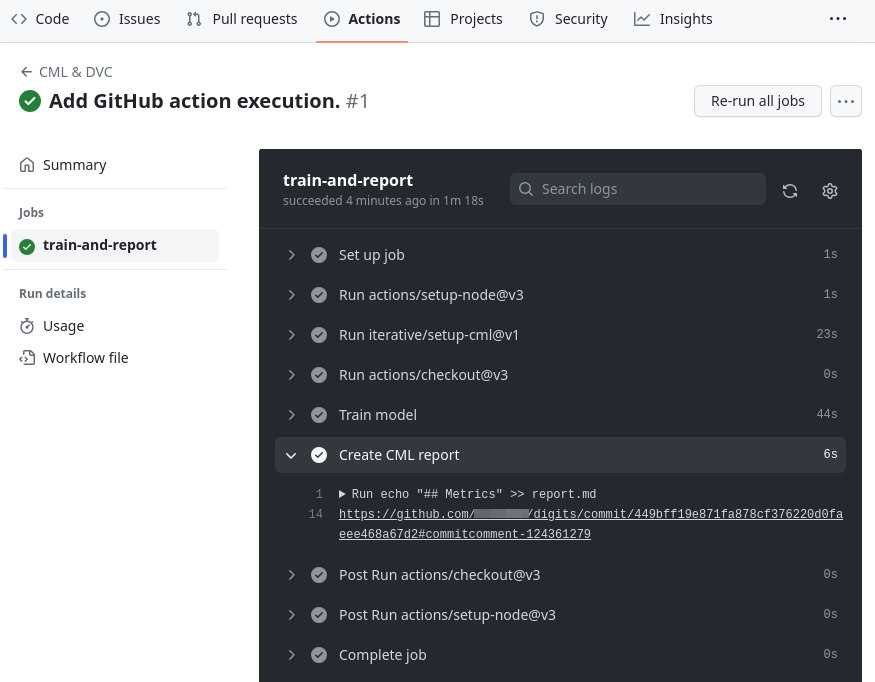 Code Issues Pull requests Actions Projects Security Insights ...
← CML & DVC
Add GitHub action execution. #1
Re-run all jobs ...
Summary
Jobs
train-and-report
Run details
Usage
Workflow file
train-and-report
succeeded 4 minutes ago in 1m 18s
Search logs
Set up job 1s
Run actions/setup-node@v3 1s
Run iterative/setup-cml@v1 23s
Run actions/checkout@v3 0s
Train model 44s
Create CML report 6s
1 ▶ Run echo "## Metrics" >> report.md
14 https://github.com/ /digits/commit/449bff19e871fa878cf376220d0fa
eee468a67d2#commitcomment-124361279
Post Run actions/checkout@v3 0s
Post Run actions/setup-node@v3 0s
Complete job 0s